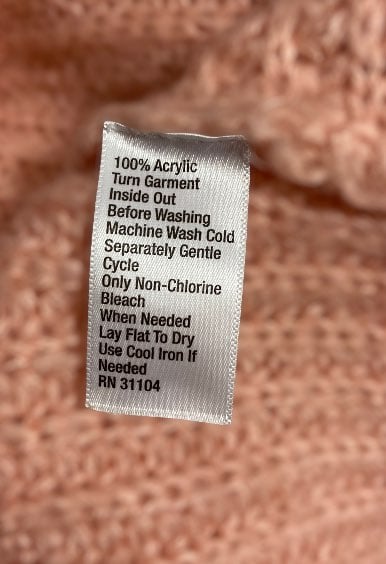 100% Acrylic
Turn Garment
Inside Out
Before Washing
Machine Wash Cold
Separately Gentle
Cycle
Only Non-Chlorine
Bleach
When Needed
Lay Flat To Dry
Use Cool Iron If
Needed
RN 31104